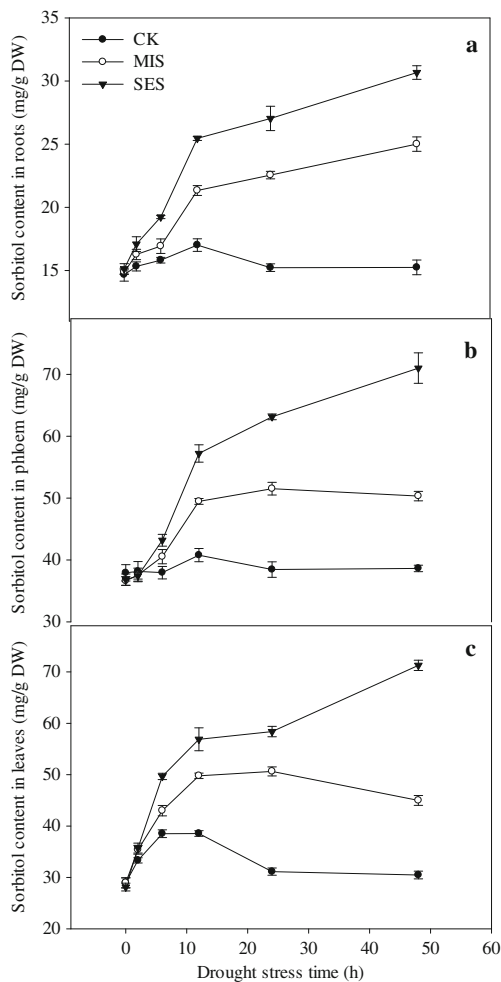 35
CK
MIS
SES
a
30
25
20
15
Sorbitol content in roots (mg/g DW)
b
70
60
50
40
30
Sorbitol content in phloem (mg/g DW)
c
70
60
50
40
30
20
Sorbitol content in leaves (mg/g DW)
0 10 20 30 40 50 60
Drought stress time (h)